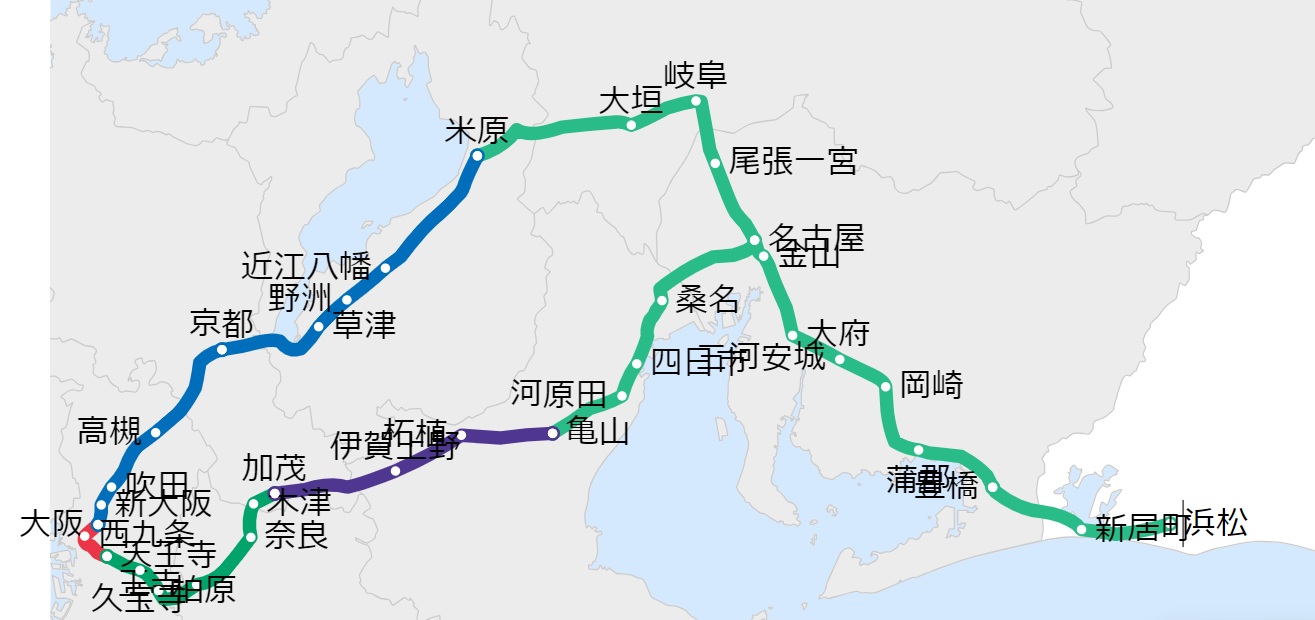 岐阜
大垣
米原
尾張一宮
名古屋
金山
近江八幡
野洲
草津
京都
桑名
大府
三河安城
四日市
岡崎
河原田
亀山
高槻
柘植
伊賀上野
加茂
木津
奈良
吹田
新大阪
大阪
西九条
天王寺
王寺
柏原
久宝寺
蒲郡
豊橋
新居町
浜松